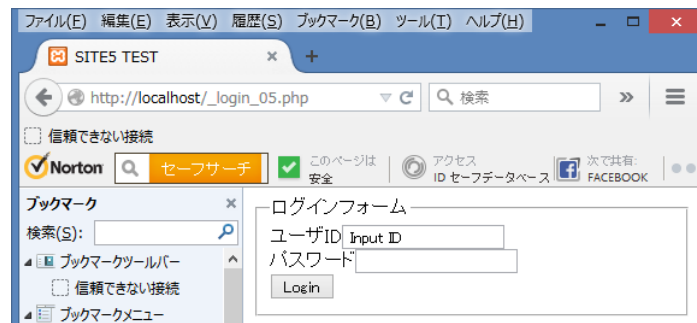 ファイル(F) 編集(E) 表示(V) 履歴(S) ブックマーク(B) ツール(T) ヘルプ(H)
SITE5 TEST
http://localhost/_login_05.php
検索
信頼できない接続
Norton
セーフサーチ
このページは
安全
アクセス
ID セーフデータベース
次で共有:
FACEBOOK
ブックマーク
検索(S):
ブックマークツールバー
信頼できない接続
ブックマークメニュー
ログインフォーム
ユーザID Input ID
パスワード
Login